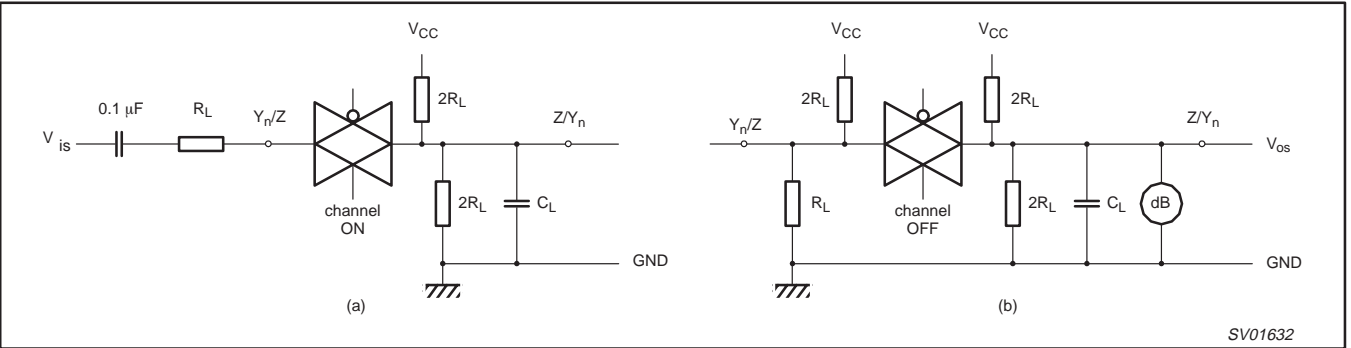 V_CC
V_CC
V_CC
0.1 μF
R_L
Y_n/Z
2R_L
Z/Y_n
2R_L
2R_L
Y_n/Z
Z/Y_n
V_is
V_os
2R_L
C_L
R_L
2R_L
C_L
dB
channel
ON
channel
OFF
GND
GND
(a)
(b)
SV01632